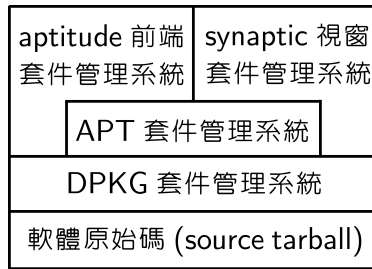 aptitude 前端
套件管理系統
synaptic 視窗
套件管理系統
APT 套件管理系統
DPKG 套件管理系統
軟體原始碼 (source tarball)